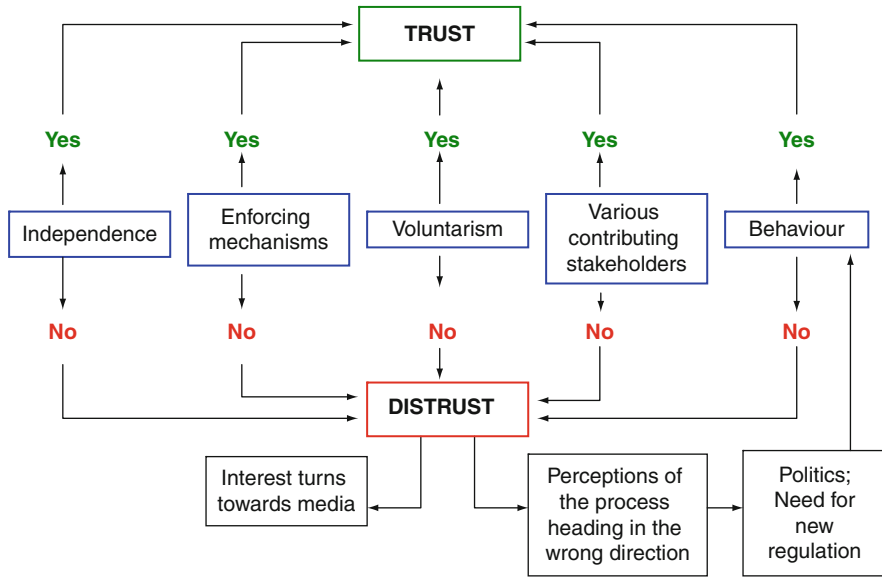 TRUST
Yes
Yes
Yes
Yes
Yes
Independence
Enforcing
mechanisms
Voluntarism
Various
contributing
stakeholders
Behaviour
No
No
No
No
No
DISTRUST
Interest turns
towards media
Perceptions of
the process
heading in the
wrong direction
Politics;
Need for
new
regulation